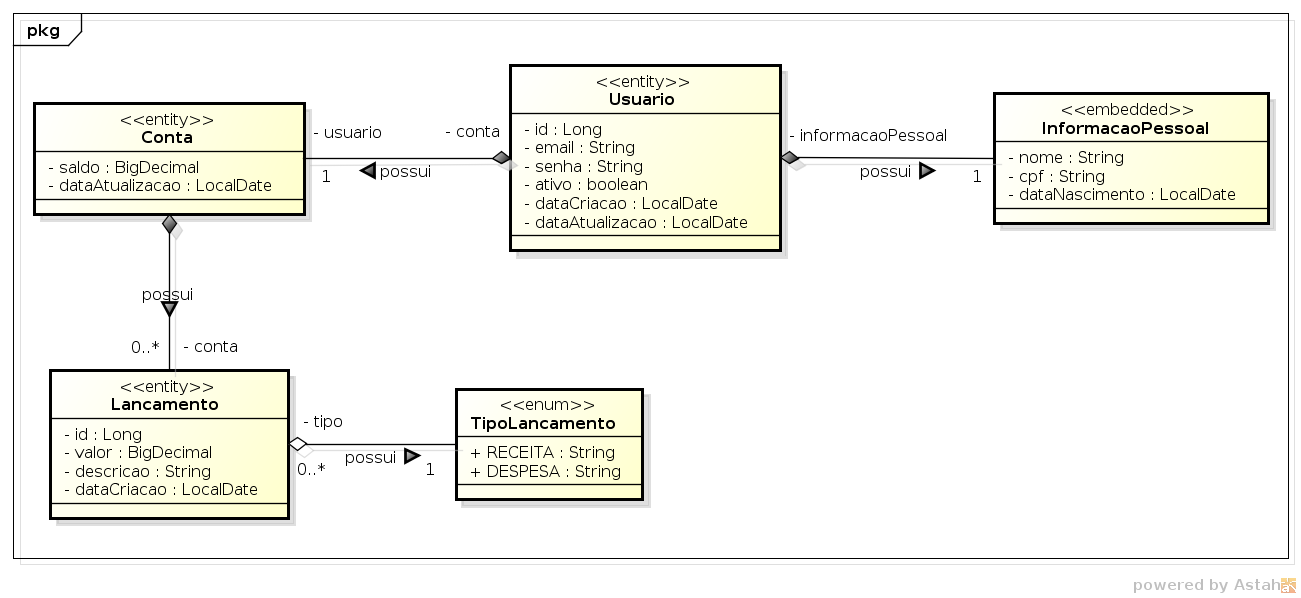 pkg
<<entity>>
Conta
- saldo : BigDecimal
- dataAtualizacao : LocalDate
- usuario
- conta
1
possui
<<entity>>
Usuario
- id : Long
- email : String
- senha : String
- ativo : boolean
- dataCriacao : LocalDate
- dataAtualizacao : LocalDate
- informacaoPessoal
possui
1
<<embedded>>
InformacaoPessoal
- nome : String
- cpf : String
- dataNascimento : LocalDate
possui
0..*
- conta
<<entity>>
Lancamento
- id : Long
- valor : BigDecimal
- descricao : String
- dataCriacao : LocalDate
- tipo
0..*
possui
1
<<enum>>
TipoLancamento
+ RECEITA : String
+ DESPESA : String
powered by Astah